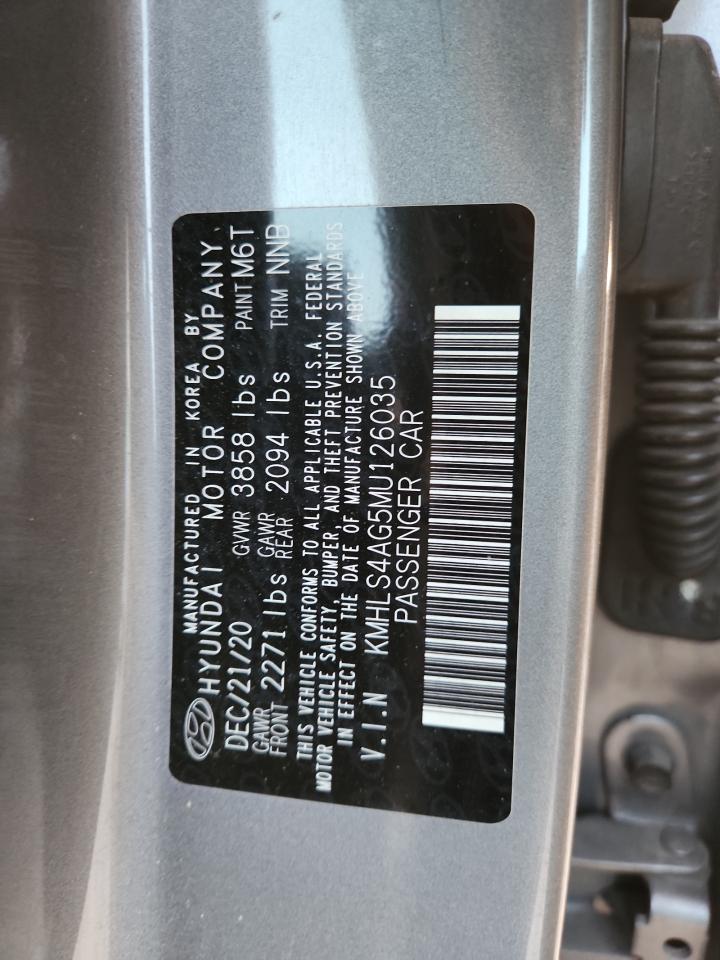 MANUFACTURED IN KOREA BY
HYUNDAI MOTOR COMPANY
DEC/21/20 GVWR 3858 lbs PAINT M6T
GAWR FRONT 2271 lbs GAWR REAR 2094 lbs TRIM NNB
THIS VEHICLE CONFORMS TO ALL APPLICABLE U.S.A. FEDERAL
MOTOR VEHICLE SAFETY, BUMPER, AND THEFT PREVENTION STANDARDS
IN EFFECT ON THE DATE OF MANUFACTURE SHOWN ABOVE
V.I.N KMHLS4AG5MU126035
PASSENGER CAR